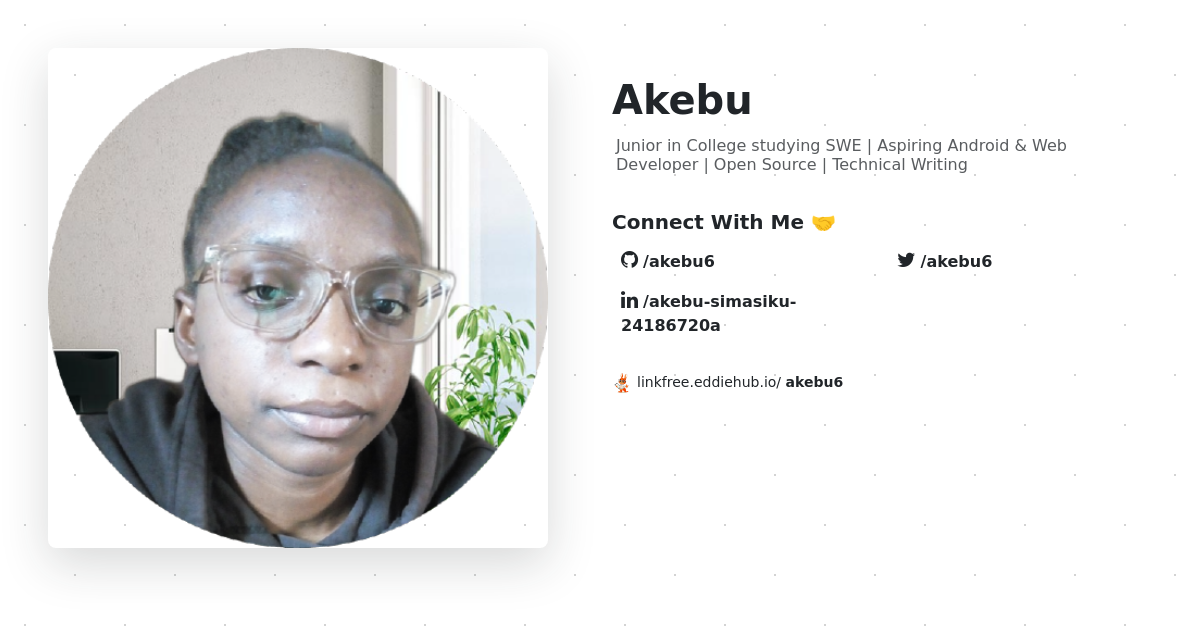 Akebu
Junior in College studying SWE | Aspiring Android & Web
Developer | Open Source | Technical Writing
Connect With Me 🤝
/akebu6
/akebu6
in /akebu-simasiku-
24186720a
linkfree.eddiehub.io/ akebu6